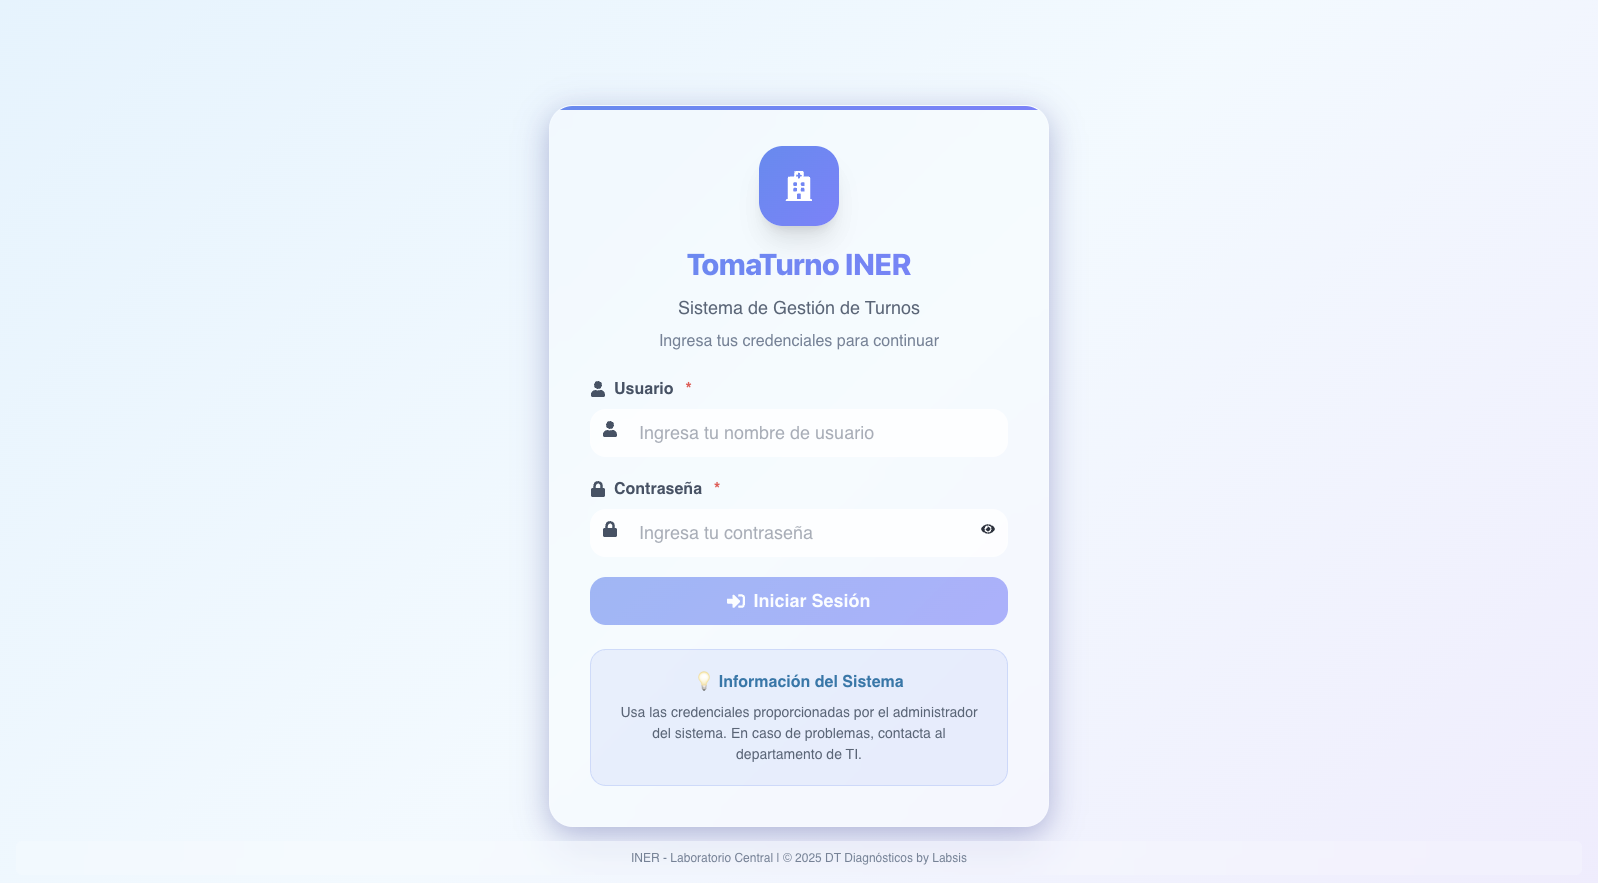 TomaTurno INER
Sistema de Gestión de Turnos
Ingresa tus credenciales para continuar
Usuario *
Ingresa tu nombre de usuario
Contraseña *
Ingresa tu contraseña
Iniciar Sesión
💡 Información del Sistema
Usa las credenciales proporcionadas por el administrador
del sistema. En caso de problemas, contacta al
departamento de TI.
INER - Laboratorio Central | © 2025 DT Diagnósticos by Labsis